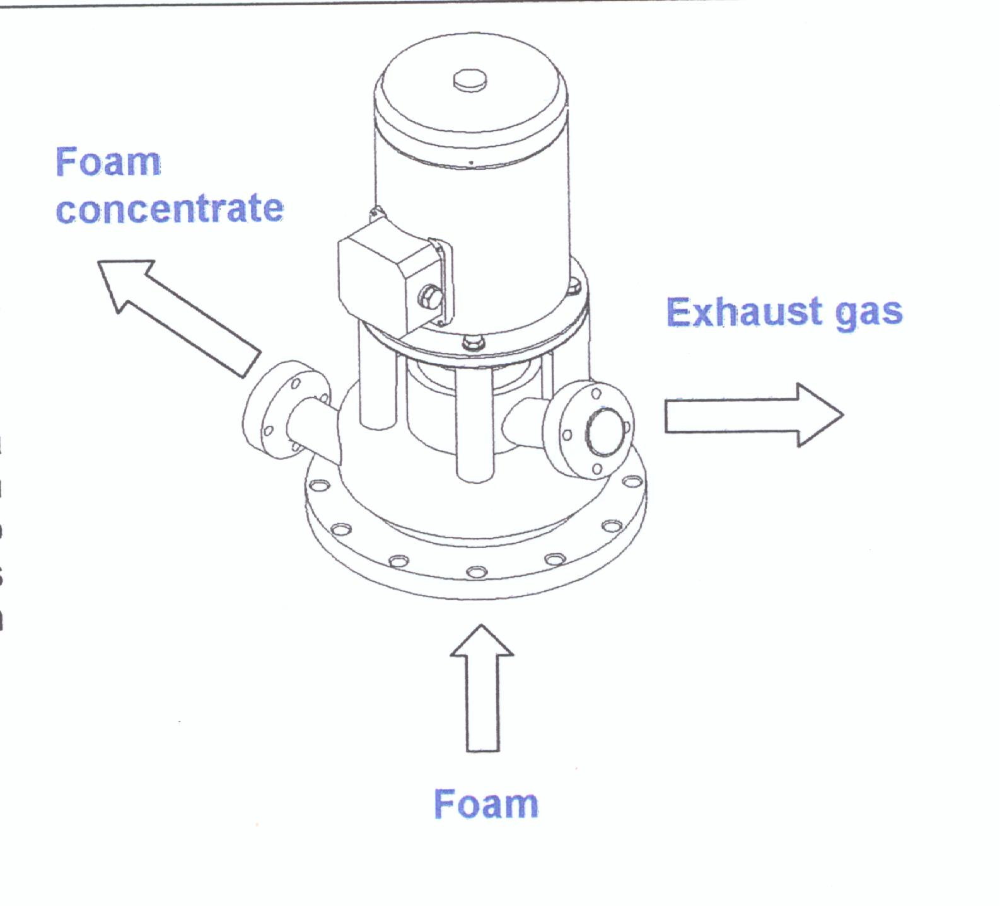 Foam
concentrate
Exhaust gas
Foam